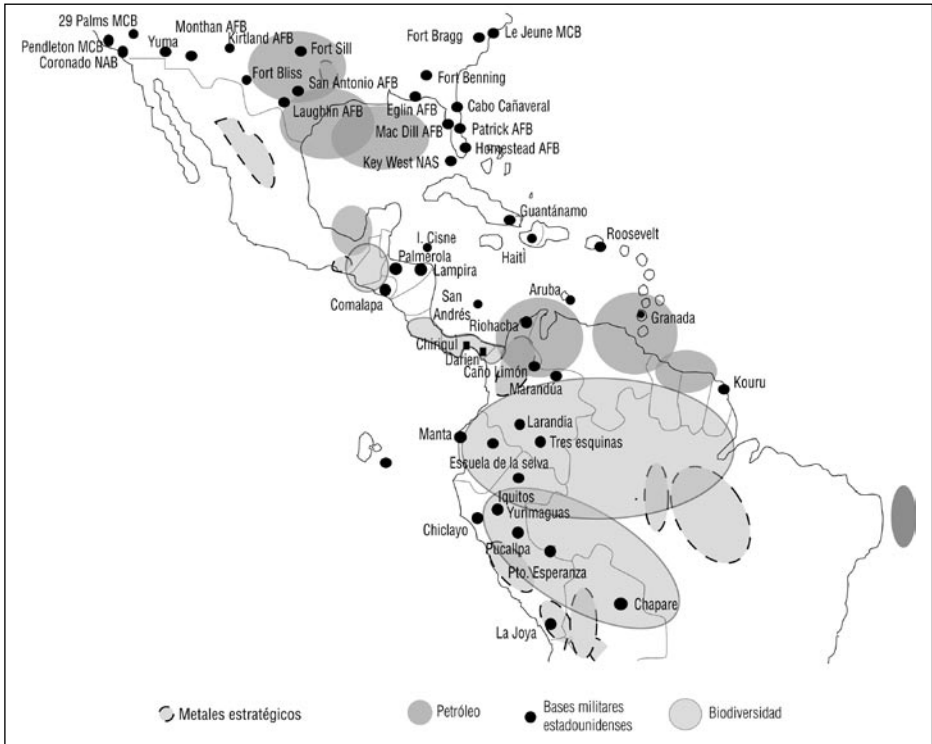 29 Palms MCB
Monthan AFB
Kirtland AFB
Pendleton MCB
Yuma
Fort Sill
Coronado NAB
Fort Bliss
San Antonio AFB
Laughlin AFB
Fort Bragg
Le Jeune MCB
Fort Benning
Eglin AFB
Cabo Cañaveral
Mac Dill AFB
Patrick AFB
Homestead AFB
Key West NAS
Guantánamo
I. Cisne
Haití
Roosevelt
Palmerola
Lampira
Comalapa
San
Andrés
Aruba
Riohacha
Granada
Chiriquí
Darien
Caño Limón
Marandúa
Kouru
Larandia
Manta
Tres esquinas
Escuela de la selva
Iquitos
Yurimaguas
Chiclayo
Pucallpa
Pto. Esperanza
Chapare
La Joya
Metales estratégicos
Petróleo
Bases militares
estadounidenses
Biodiversidad